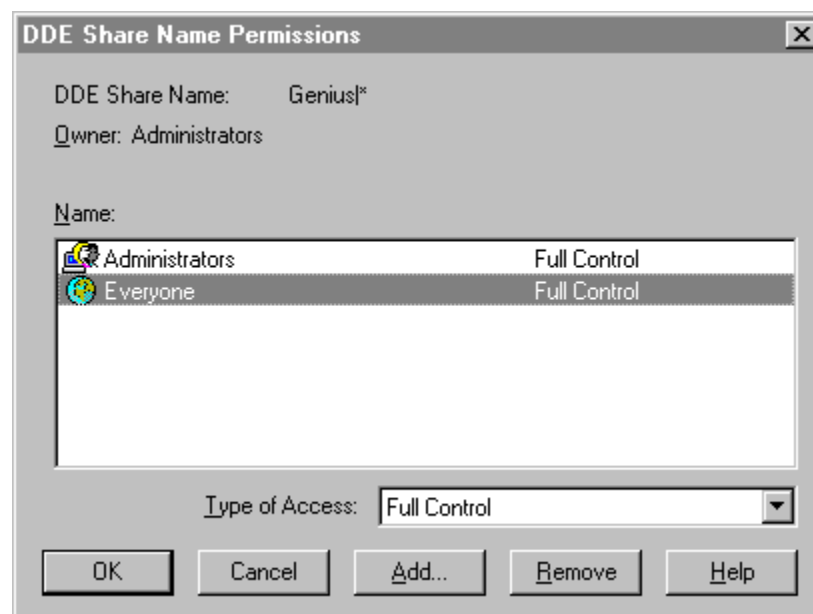 DDE Share Name Permissions
DDE Share Name: Genius|*
Owner: Administrators
Name:
Administrators Full Control
Everyone Full Control
Type of Access: Full Control
OK Cancel Add... Remove Help